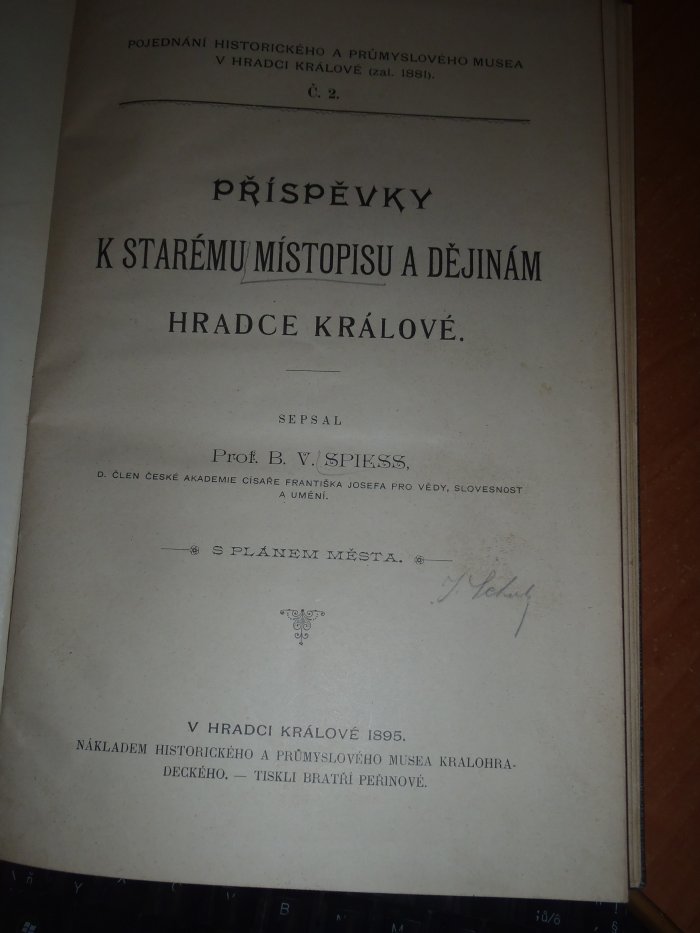 POJEDNÁNÍ HISTORICKÉHO A PRŮMYSLOVÉHO MUSEA
V HRADCI KRÁLOVÉ (zal. 1881).
Č. 2.
PŘÍSPĚVKY
K STARÉMU MÍSTOPISU A DĚJINÁM
HRADCE KRÁLOVÉ.
SEPSAL
Prof. B. V. SPIESS,
D. ČLEN ČESKÉ AKADEMIE CÍSAŘE FRANTIŠKA JOSEFA PRO VĚDY, SLOVESNOST
A UMĚNÍ.
S PLÁNEM MĚSTA.
V HRADCI KRÁLOVÉ 1895.
NÁKLADEM HISTORICKÉHO A PRŮMYSLOVÉHO MUSEA KRALOHRA-
DECKÉHO. — TISKLI BRATŘÍ PEŘINOVÉ.